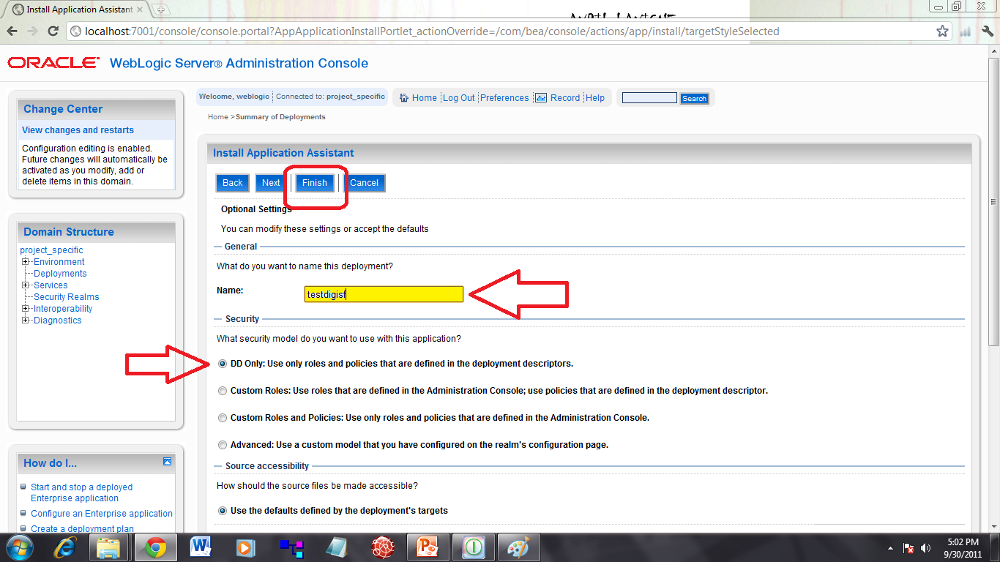 Install Application Assistant
localhost:7001/console/console.portal?AppApplicationInstallPortlet_actionOverride=/com/bea/console/actions/app/install/targetStyleSelected
ORACLE WebLogic Server® Administration Console
Change Center
View changes and restarts
Configuration editing is enabled.
Future changes will automatically be
activated as you modify, add or
delete items in this domain.
Domain Structure
project_specific
Environment
Deployments
Services
Security Realms
Interoperability
Diagnostics
How do I...
Start and stop a deployed
Enterprise application
Configure an Enterprise application
Create a deployment plan
Welcome, weblogic Connected to: project_specific
Home Log Out Preferences Record Help
Search
Home >Summary of Deployments
Install Application Assistant
Back Next Finish Cancel
Optional Settings
You can modify these settings or accept the defaults
General
What do you want to name this deployment?
Name: testdigisf
Security
What security model do you want to use with this application?
DD Only: Use only roles and policies that are defined in the deployment descriptors.
Custom Roles: Use roles that are defined in the Administration Console; use policies that are defined in the deployment descriptor.
Custom Roles and Policies: Use only roles and policies that are defined in the Administration Console.
Advanced: Use a custom model that you have configured on the realm's configuration page.
Source accessibility
How should the source files be made accessible?
Use the defaults defined by the deployment's targets
5:02 PM
9/30/2011